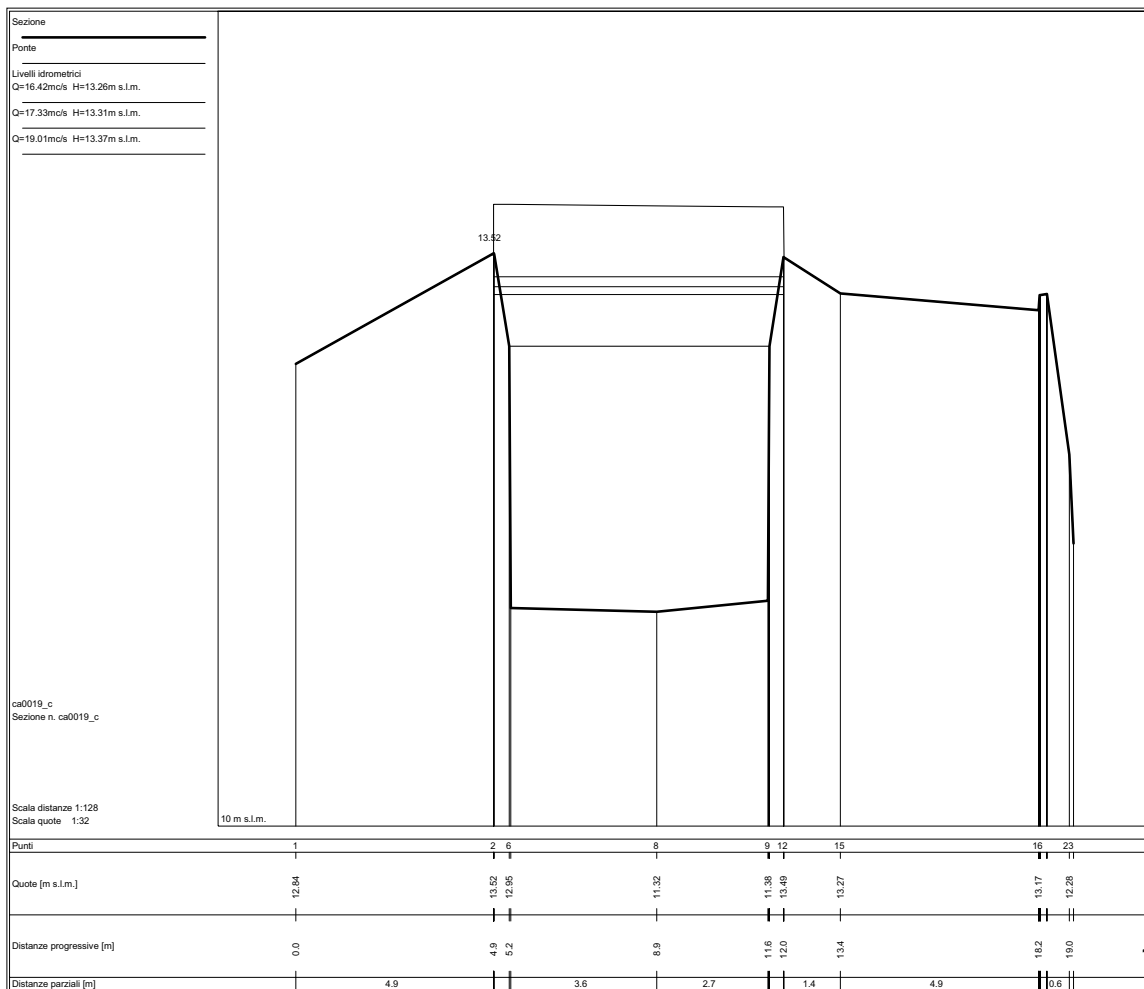 Sezione
Ponte
Livelli idrometrici
Q=16.42mc/s H=13.26m s.l.m.
Q=17.33mc/s H=13.31m s.l.m.
Q=19.01mc/s H=13.37m s.l.m.
13.52
ca0019_c
Sezione n. ca0019_c
Scala distanze 1:128
Scala quote 1:32
10 m s.l.m.
Punti 1 2 6 8 9 12 15 16 23
Quote [m s.l.m.] 12.84 13.52 12.95 11.32 11.38 13.49 13.27 13.17 12.28
Distanze progressive [m] 0.0 4.9 5.2 8.9 11.6 12.0 13.4 18.2 19.0
Distanze parziali [m] 4.9 3.6 2.7 1.4 4.9 0.6